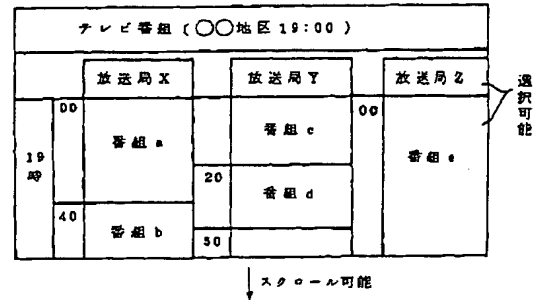 テレビ番組(○○地区19:00)
放送局X 放送局Y 放送局Z
選択可能
00 00
番組a 番組c 番組e
19時
20
番組d
40
番組b
50
スクロール可能